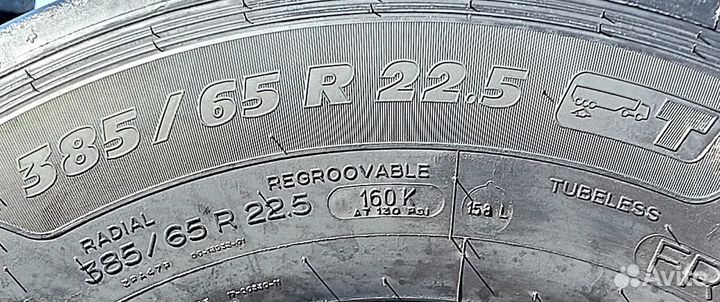 385/65 R 22.5 T
REGROOVABLE
160 K
AT 130 PSI
158 L
TUBELESS
RADIAL
385/65 R 22.5
Avito